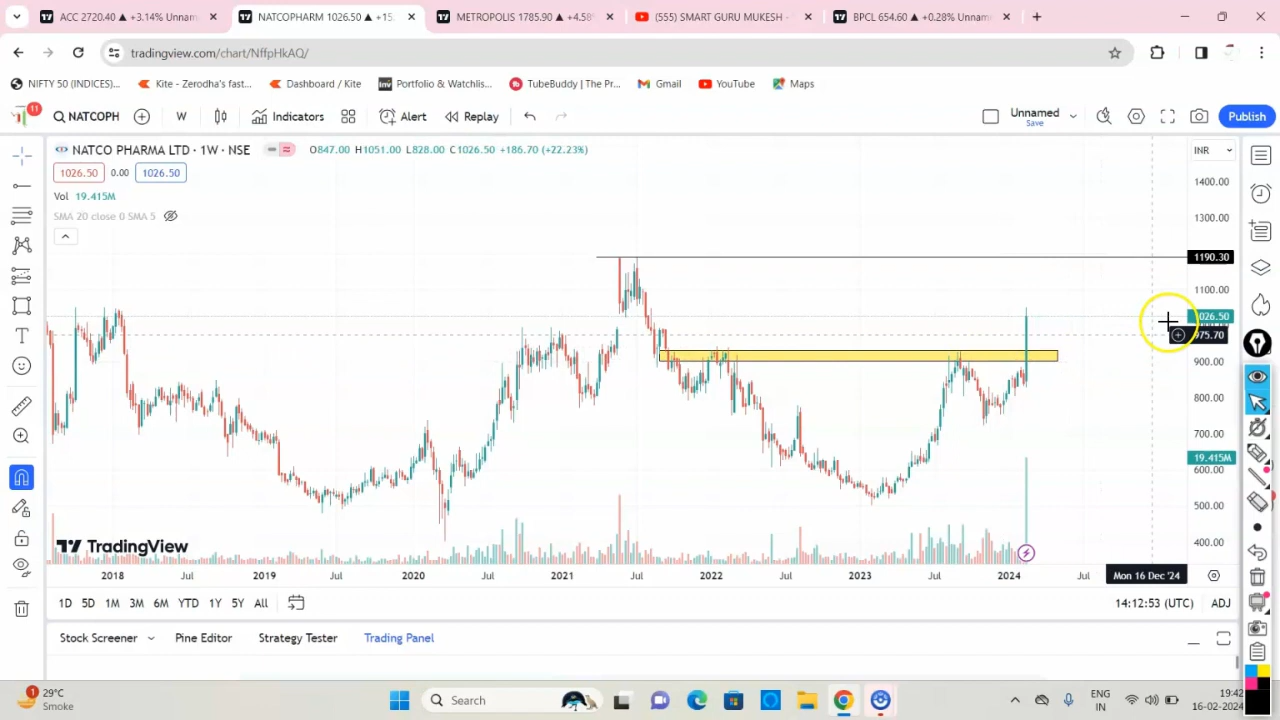 ACC 2720.40 ▲ +3.14% Unnam
NATCOPHARM 1026.50 ▲ +15.
METROPOLIS 1785.90 ▲ +4.58
(555) SMART GURU MUKESH -
BPCL 654.60 ▲ +0.28% Unnam
tradingview.com/chart/NffpHkAQ/
NIFTY 50 (INDICES)...
Kite - Zerodha's fast...
Dashboard / Kite
Inv
Portfolio & Watchlis...
TubeBuddy | The Pr...
Gmail
YouTube
Maps
11
NATCOPH
W
Indicators
Alert
Replay
Unnamed
Save
Publish
NATCO PHARMA LTD · 1W · NSE
O847.00 H1051.00 L828.00 C1026.50 +186.70 (+22.23%)
INR
1026.50
0.00
1026.50
Vol 19.415M
SMA 20 close 0 SMA 5
1400.00
1300.00
1190.30
1100.00
1026.50
975.70
900.00
800.00
700.00
19.415M
600.00
500.00
400.00
TradingView
2018
Jul
2019
Jul
2020
Jul
2021
Jul
2022
Jul
2023
Jul
2024
Jul
Mon 16 Dec '24
1D 5D 1M 3M 6M YTD 1Y 5Y All
14:12:53 (UTC)
ADJ
Stock Screener
Pine Editor
Strategy Tester
Trading Panel
1
29°C
Smoke
Search
ENG
IN
19:42
16-02-2024